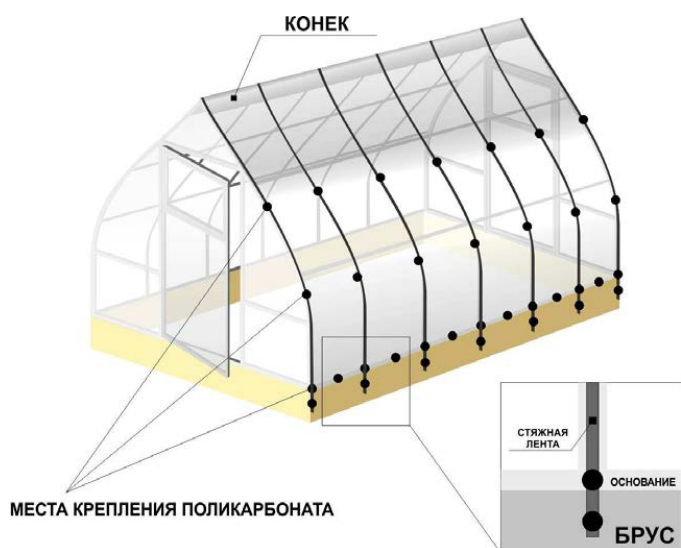 КОНЕК
СТЯЖНАЯ
ЛЕНТА
ОСНОВАНИЕ
МЕСТА КРЕПЛЕНИЯ ПОЛИКАРБОНАТА
БРУС